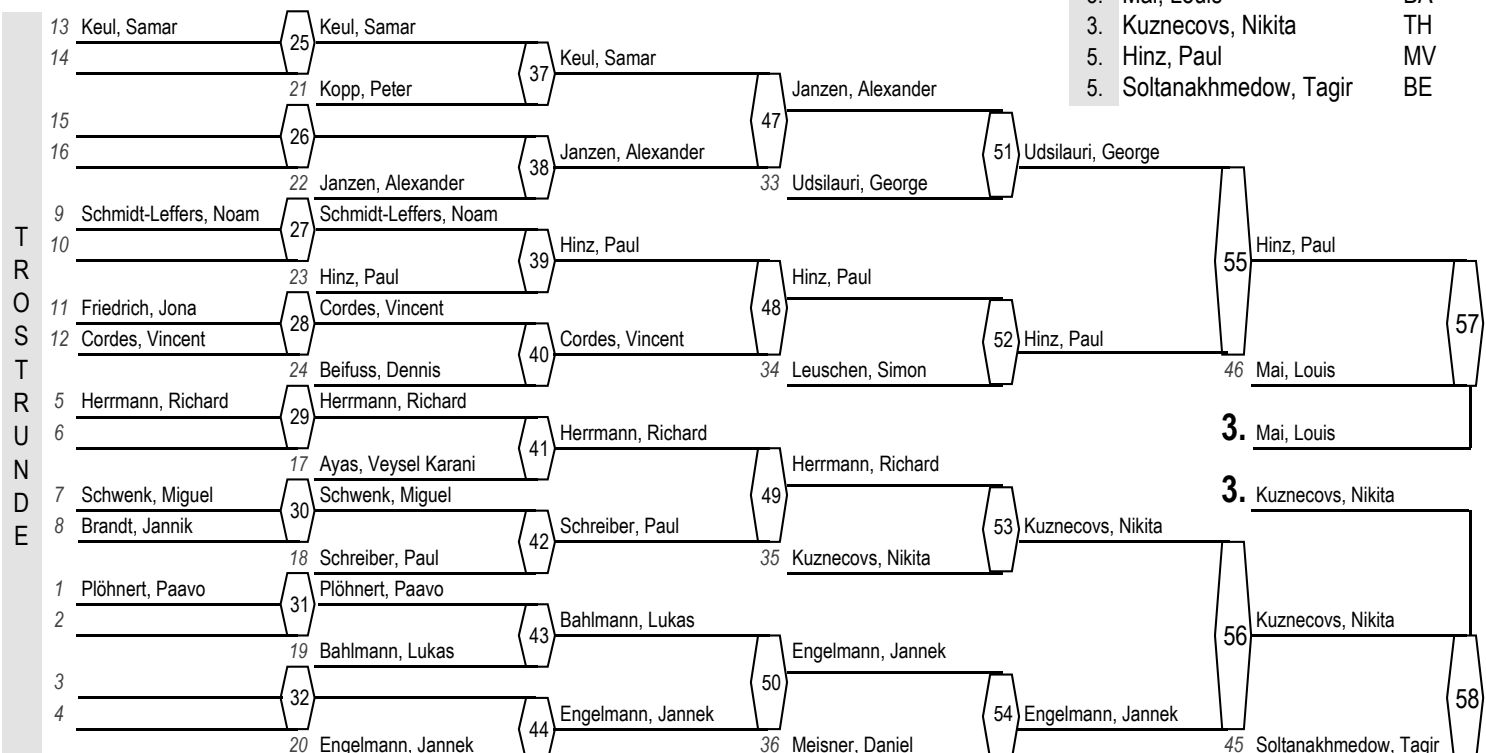 3. Mai, Louis BA
13 Keul, Samar
25
Keul, Samar
3. Kuznecovs, Nikita TH
14
37
Keul, Samar
5. Hinz, Paul MV
21 Kopp, Peter
Janzen, Alexander
5. Soltanakhmedow, Tagir BE
15
26
47
16
38
Janzen, Alexander
51
Udsilauri, George
22 Janzen, Alexander
33 Udsilauri, George
9 Schmidt-Leffers, Noam
27
Schmidt-Leffers, Noam
10
39
Hinz, Paul
55
Hinz, Paul
23 Hinz, Paul
Hinz, Paul
11 Friedrich, Jona
28
Cordes, Vincent
48
57
12 Cordes, Vincent
40
Cordes, Vincent
52
Hinz, Paul
24 Beifuss, Dennis
34 Leuschen, Simon
46 Mai, Louis
5 Herrmann, Richard
29
Herrmann, Richard
6
41
Herrmann, Richard
3. Mai, Louis
17 Ayas, Veysel Karani
Herrmann, Richard
7 Schwenk, Miguel
30
Schwenk, Miguel
49
3. Kuznecovs, Nikita
8 Brandt, Jannik
42
Schreiber, Paul
53
Kuznecovs, Nikita
18 Schreiber, Paul
35 Kuznecovs, Nikita
1 Plöhnert, Paavo
31
Plöhnert, Paavo
2
43
Bahlmann, Lukas
56
Kuznecovs, Nikita
19 Bahlmann, Lukas
Engelmann, Jannek
3
32
50
58
4
44
Engelmann, Jannek
54
Engelmann, Jannek
20 Engelmann, Jannek
36 Meisner, Daniel
45 Soltanakhmedow, Tagir
TROSTRUNDE